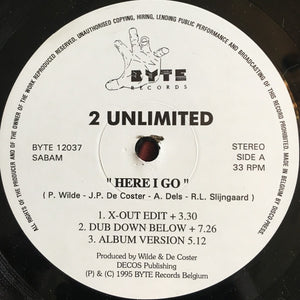 UNAUTHORISED COPYING, HIRING, LENDING, PUBLIC PERFORMANCE AND BROADCASTING OF THIS RECORD PROHIBITED. MADE IN BELGIUM BY DISCO-PRESS.
ALL RIGHTS OF THE PRODUCER AND OF THE OWNER OF THE WORK REPRODUCED RESERVED.
BYTE
RECORDS
2 UNLIMITED
BYTE 12037
SABAM
STEREO
SIDE A
33 RPM
" HERE I GO "
( P. Wilde - J.P. De Coster - A. Dels - R.L. Slijngaard )
1. X-OUT EDIT + 3.30
2. DUB DOWN BELOW + 7.26
3. ALBUM VERSION 5.12
Produced by Wilde & De Coster
DECOS Publishing
(P) & (C) 1995 BYTE Records Belgium